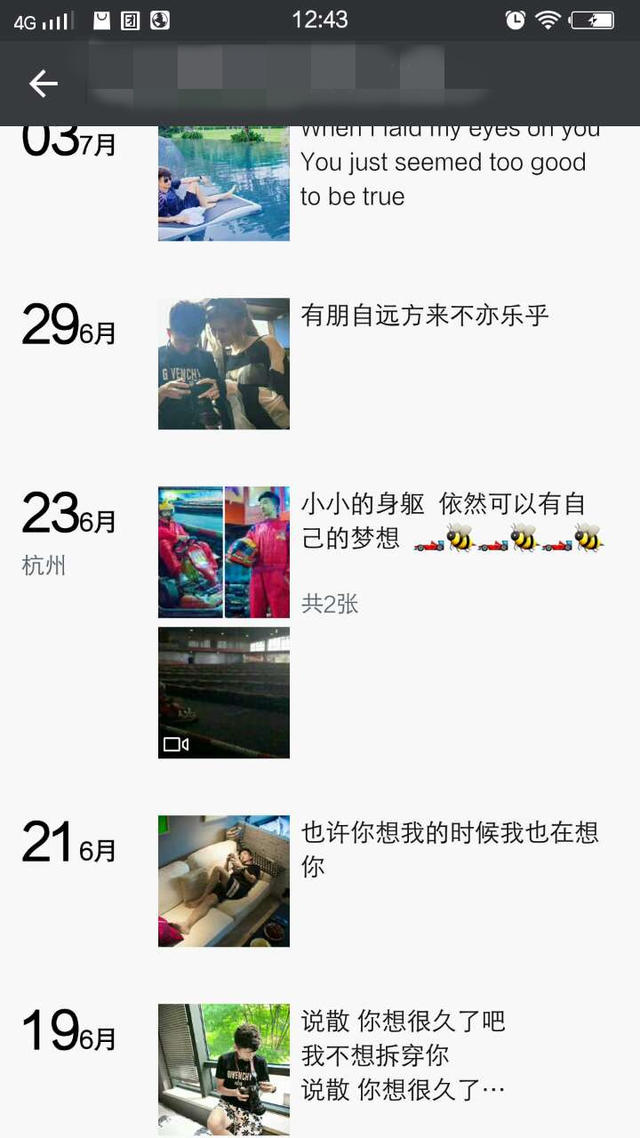 4G
12:43
03 7月
When I laid my eyes on you
You just seemed too good
to be true
29 6月
有朋自远方来不亦乐乎
GIVENCHY
23 6月
小小的身躯 依然可以有自
己的梦想 🏎️🐝🏎️🐝🏎️🐝
杭州
共2张
21 6月
也许你想我的时候我也在想
你
19 6月
说散 你想很久了吧
我不想拆穿你
说散 你想很久了…
GIVENCHY